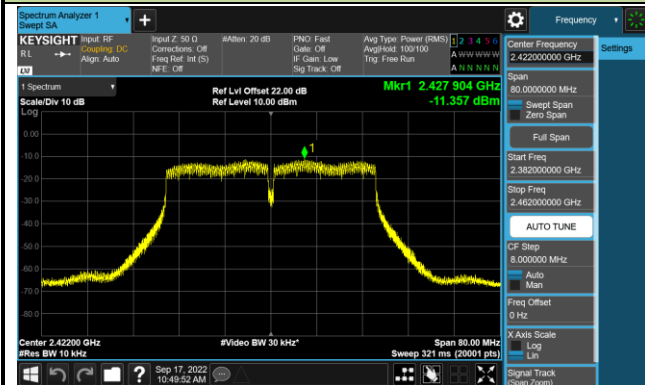 Spectrum Analyzer 1
Swept SA
Frequency
KEYSIGHT
RL
LM
Input: RF
Coupling: DC
Align: Auto
Input Z: 50 Ω
Corrections: Off
Freq Ref: Int (S)
NFE: Off
#Atten: 20 dB
PNO: Fast
Gate: Off
IF Gain: Low
Sig Track: Off
Avg Type: Power (RMS)
Avg|Hold: 100/100
Trig: Free Run
1 2 3 4 5 6
A W W W W W
A N N N N N
Center Frequency
2.422000000 GHz
Settings
Span
80.0000000 MHz
Swept Span
Zero Span
Full Span
Start Freq
2.382000000 GHz
Stop Freq
2.462000000 GHz
AUTO TUNE
CF Step
8.000000 MHz
Auto
Man
Freq Offset
0 Hz
X Axis Scale
Log
Lin
Signal Track
(Span Zoom)
1 Spectrum
Scale/Div 10 dB
Log
Ref Lvl Offset 22.00 dB
Ref Level 10.00 dBm
Mkr1 2.427 904 GHz
-11.357 dBm
1
0.00
-10.0
-20.0
-30.0
-40.0
-50.0
-60.0
-70.0
-80.0
Center 2.42200 GHz
#Res BW 10 kHz
#Video BW 30 kHz*
Span 80.00 MHz
Sweep 321 ms (20001 pts)
?
Sep 17, 2022
10:49:52 AM